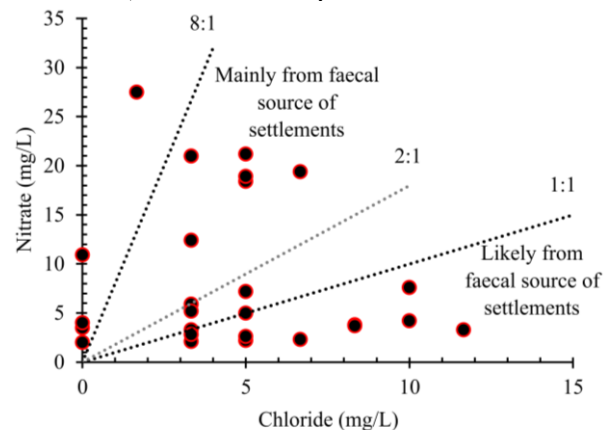 35
8:1
30
Mainly from faecal
source of
settlements
25
20
2:1
1:1
15
Likely from
faecal source of
settlements
10
5
0
0
5
10
15
Nitrate (mg/L)
Chloride (mg/L)